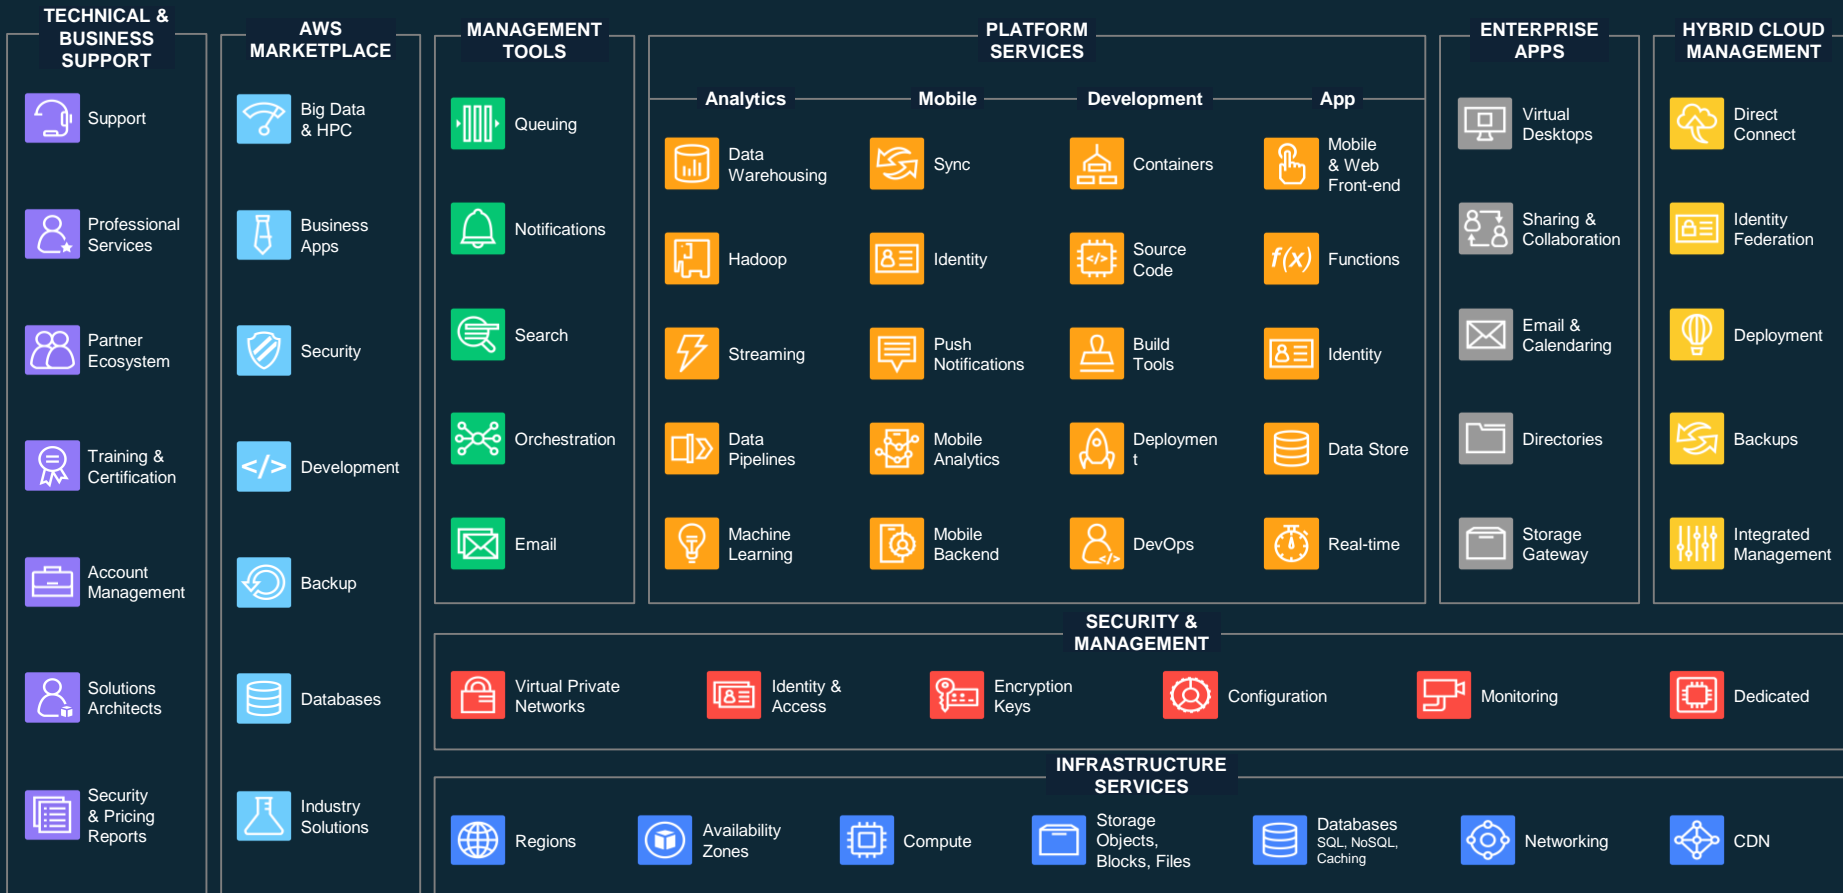 TECHNICAL &
BUSINESS
SUPPORT
Support
Professional
Services
Partner
Ecosystem
Training &
Certification
Account
Management
Solutions
Architects
Security
& Pricing
Reports
AWS
MARKETPLACE
Big Data
& HPC
Business
Apps
Security
</>
Development
Backup
Databases
Industry
Solutions
MANAGEMENT
TOOLS
Queuing
Notifications
Search
Orchestration
Email
PLATFORM
SERVICES
Analytics
Data
Warehousing
Hadoop
Streaming
Data
Pipelines
Machine
Learning
Mobile
Sync
Identity
Push
Notifications
Mobile
Analytics
Mobile
Backend
Development
Containers
</>
Source
Code
Build
Tools
Deploymen
t
</>
DevOps
App
Mobile
& Web
Front-end
f(x)
Functions
Identity
Data Store
Real-time
ENTERPRISE
APPS
Virtual
Desktops
Sharing &
Collaboration
Email &
Calendaring
Directories
Storage
Gateway
HYBRID CLOUD
MANAGEMENT
Direct
Connect
Identity
Federation
Deployment
Backups
Integrated
Management
SECURITY &
MANAGEMENT
Virtual Private
Networks
Identity &
Access
Encryption
Keys
Configuration
Monitoring
Dedicated
INFRASTRUCTURE
SERVICES
Regions
Availability
Zones
Compute
Storage
Objects,
Blocks, Files
Databases
SQL, NoSQL,
Caching
Networking
CDN